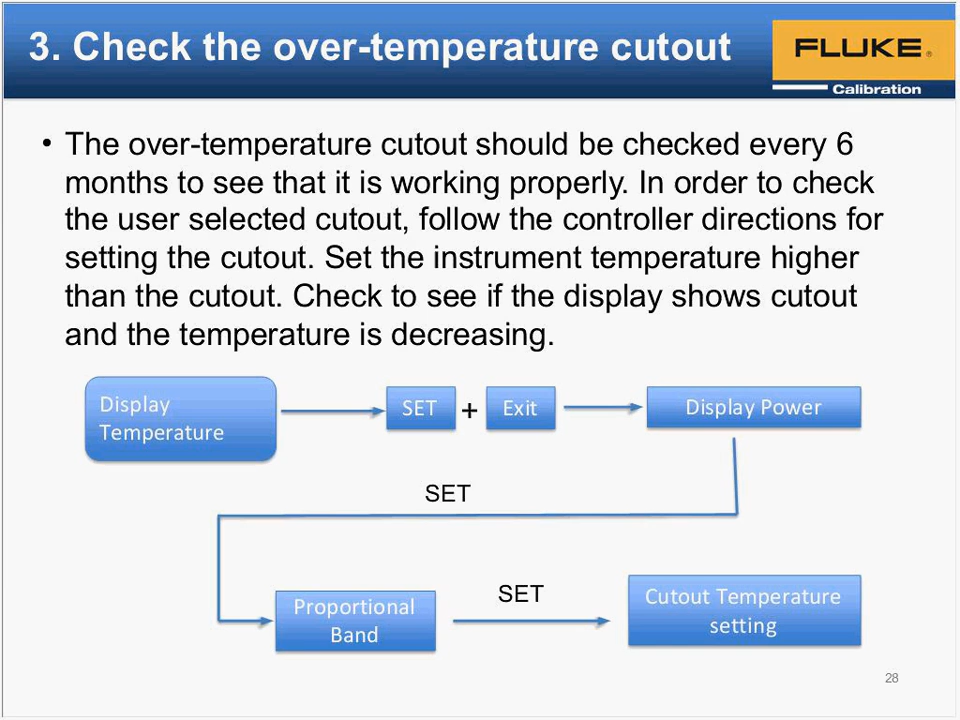 3. Check the over-temperature cutout
FLUKE®
Calibration
• The over-temperature cutout should be checked every 6
months to see that it is working properly. In order to check
the user selected cutout, follow the controller directions for
setting the cutout. Set the instrument temperature higher
than the cutout. Check to see if the display shows cutout
and the temperature is decreasing.
Display
Temperature
SET + Exit
Display Power
SET
Proportional
Band
SET
Cutout Temperature
setting
28